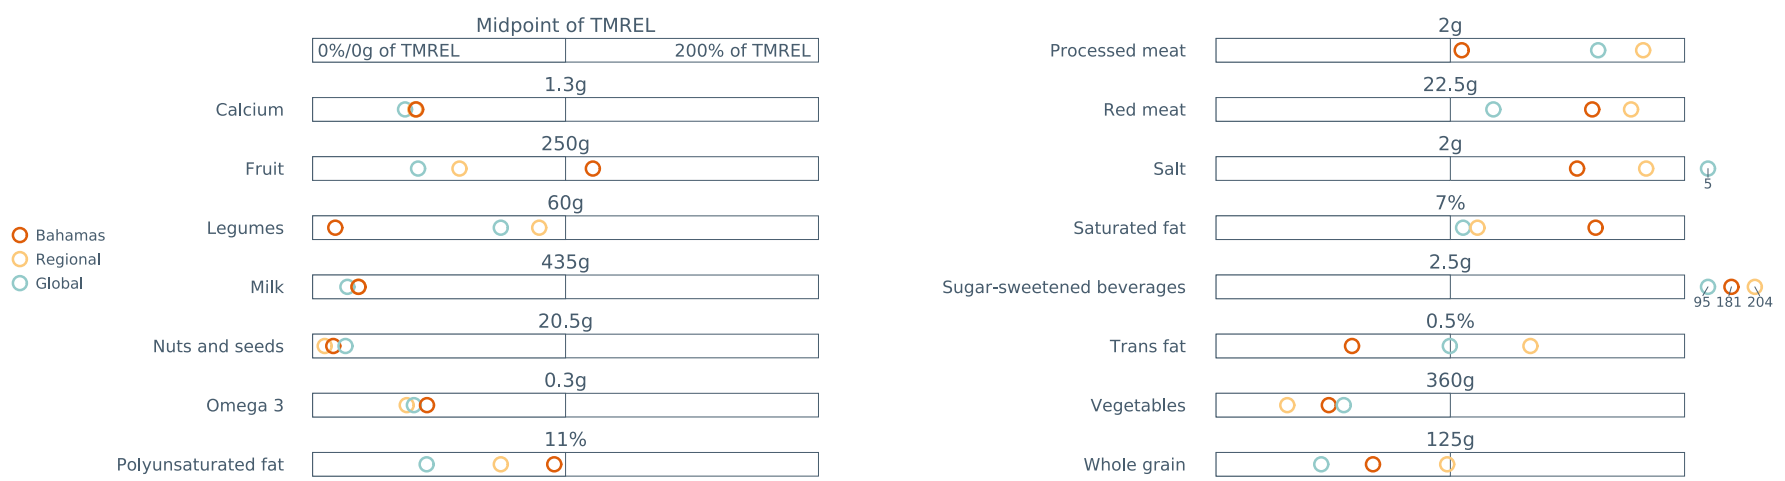 Midpoint of TMREL
0%/0g of TMREL 200% of TMREL
1.3g
Calcium
250g
Fruit
60g
Legumes
435g
Milk
20.5g
Nuts and seeds
0.3g
Omega 3
11%
Polyunsaturated fat
Bahamas
Regional
Global
2g
Processed meat
22.5g
Red meat
2g
Salt
5
7%
Saturated fat
2.5g
Sugar-sweetened beverages
95 181 204
0.5%
Trans fat
360g
Vegetables
125g
Whole grain